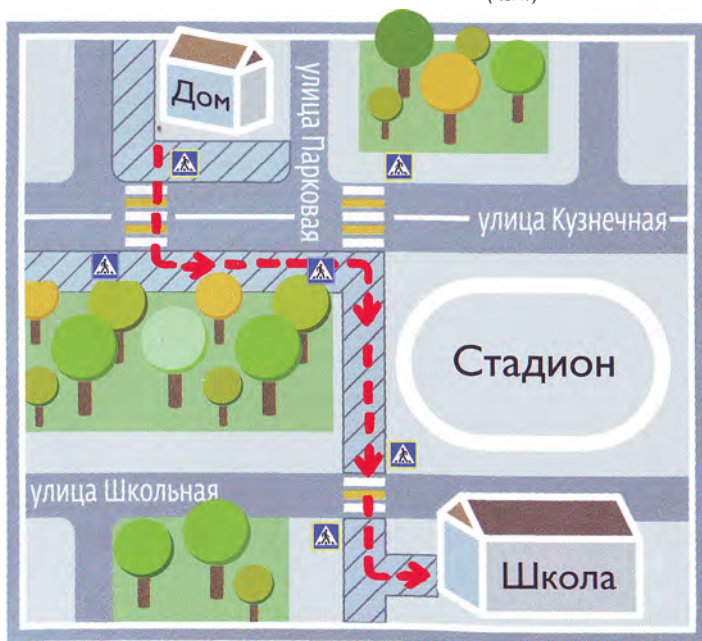 Дом
улица Парковая
улица Кузнечная
Стадион
улица Школьная
Школа